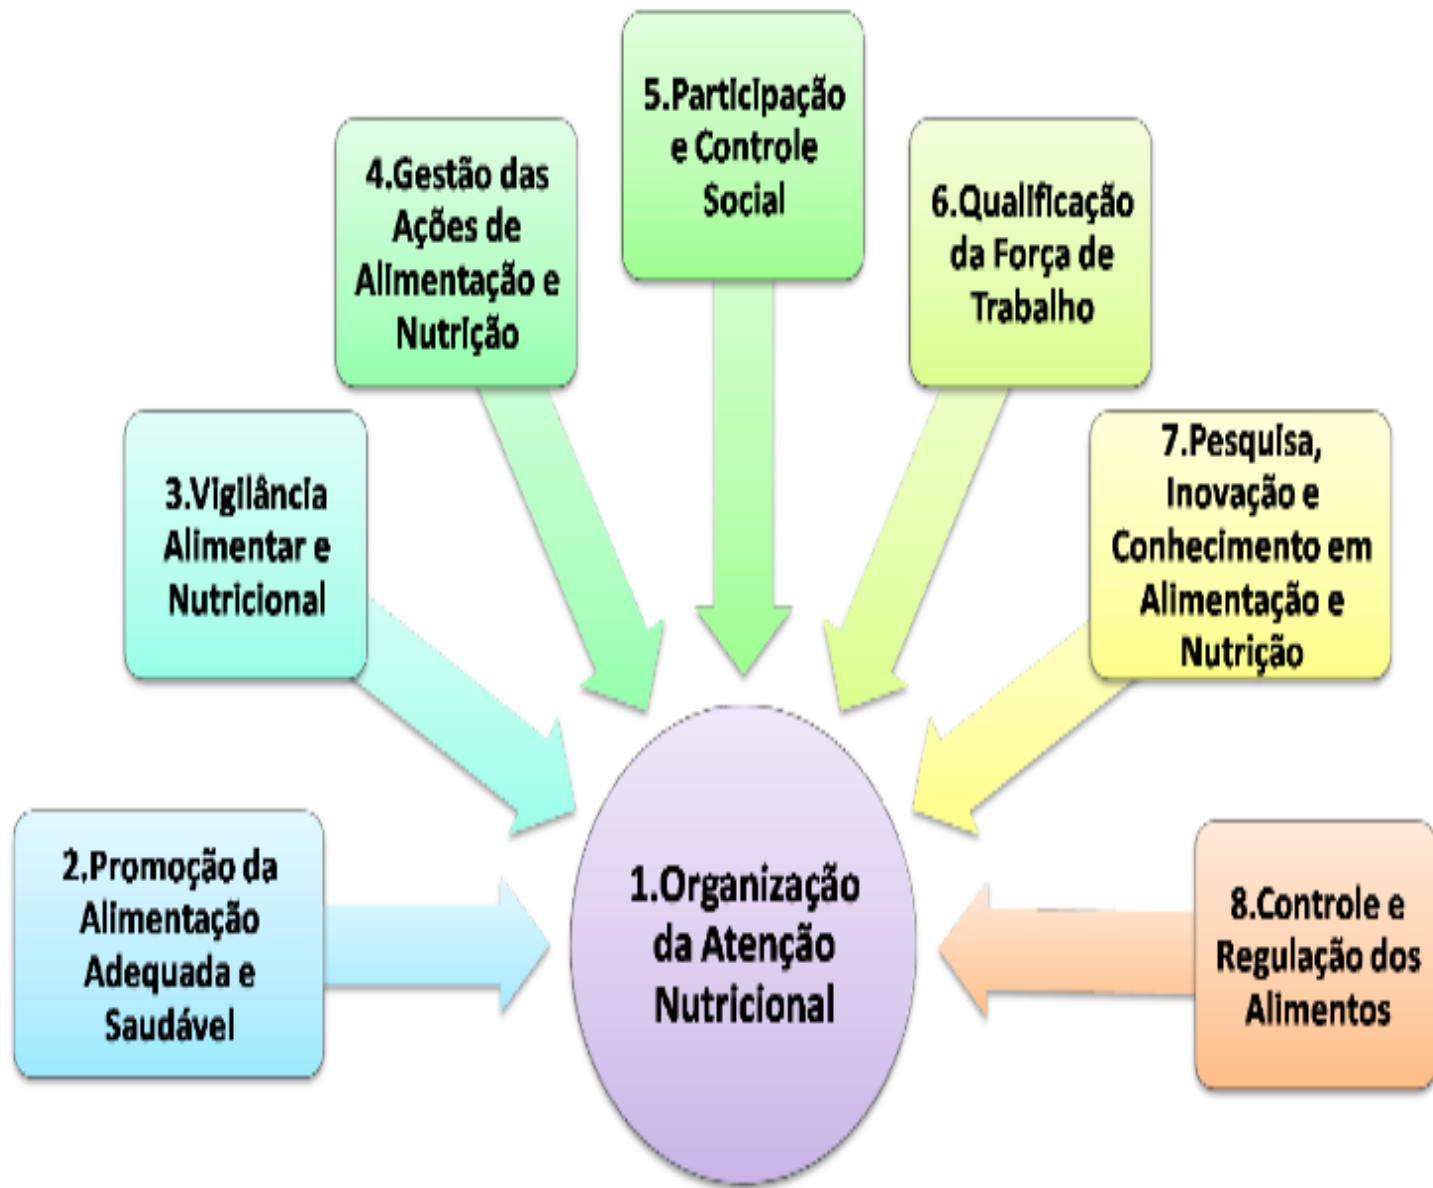 1.Organização
da Atenção
Nutricional
2.Promoção da
Alimentação
Adequada e
Saudável
3.Vigilância
Alimentar e
Nutricional
4.Gestão das
Ações de
Alimentação e
Nutrição
5.Participação
e Controle
Social
6.Qualificação
da Força de
Trabalho
7.Pesquisa,
Inovação e
Conhecimento em
Alimentação e
Nutrição
8.Controle e
Regulação dos
Alimentos